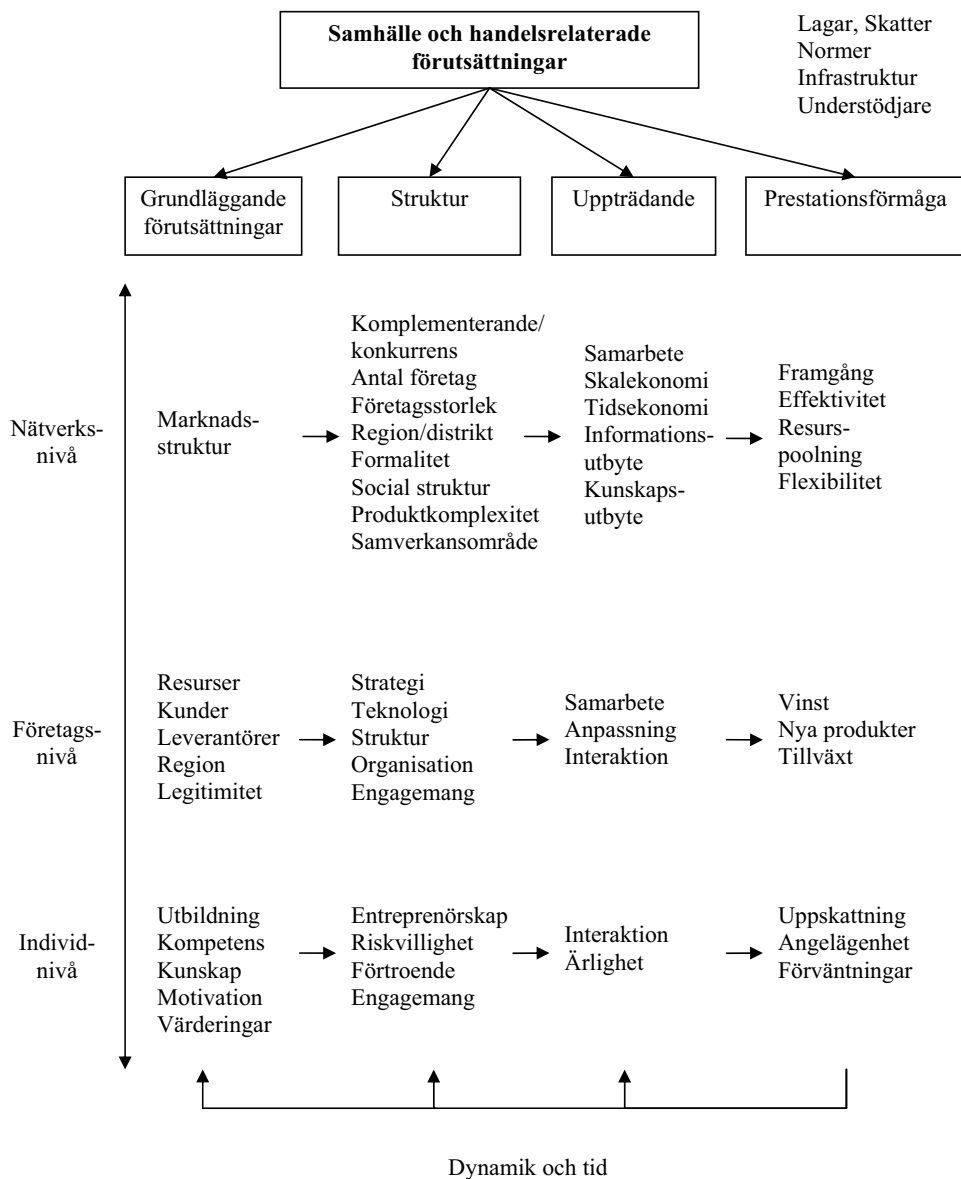 Samhälle och handelsrelaterade
förutsättningar
Lagar, Skatter
Normer
Infrastruktur
Understödjare
Grundläggande
förutsättningar
Struktur
Uppträdande
Prestationsförmåga
Nätverks-
nivå
Marknads-
struktur
Komplementerande/
konkurrens
Antal företag
Företagsstorlek
Region/distrikt
Formalitet
Social struktur
Produktkomplexitet
Samverkansområde
Samarbete
Skalekonomi
Tidsekonomi
Informations-
utbyte
Kunskaps-
utbyte
Framgång
Effektivitet
Resurs-
poolning
Flexibilitet
Företags-
nivå
Resurser
Kunder
Leverantörer
Region
Legitimitet
Strategi
Teknologi
Struktur
Organisation
Engagemang
Samarbete
Anpassning
Interaktion
Vinst
Nya produkter
Tillväxt
Individ-
nivå
Utbildning
Kompetens
Kunskap
Motivation
Värderingar
Entreprenörskap
Riskvillighet
Förtroende
Engagemang
Interaktion
Ärlighet
Uppskattning
Angelägenhet
Förväntningar
Dynamik och tid